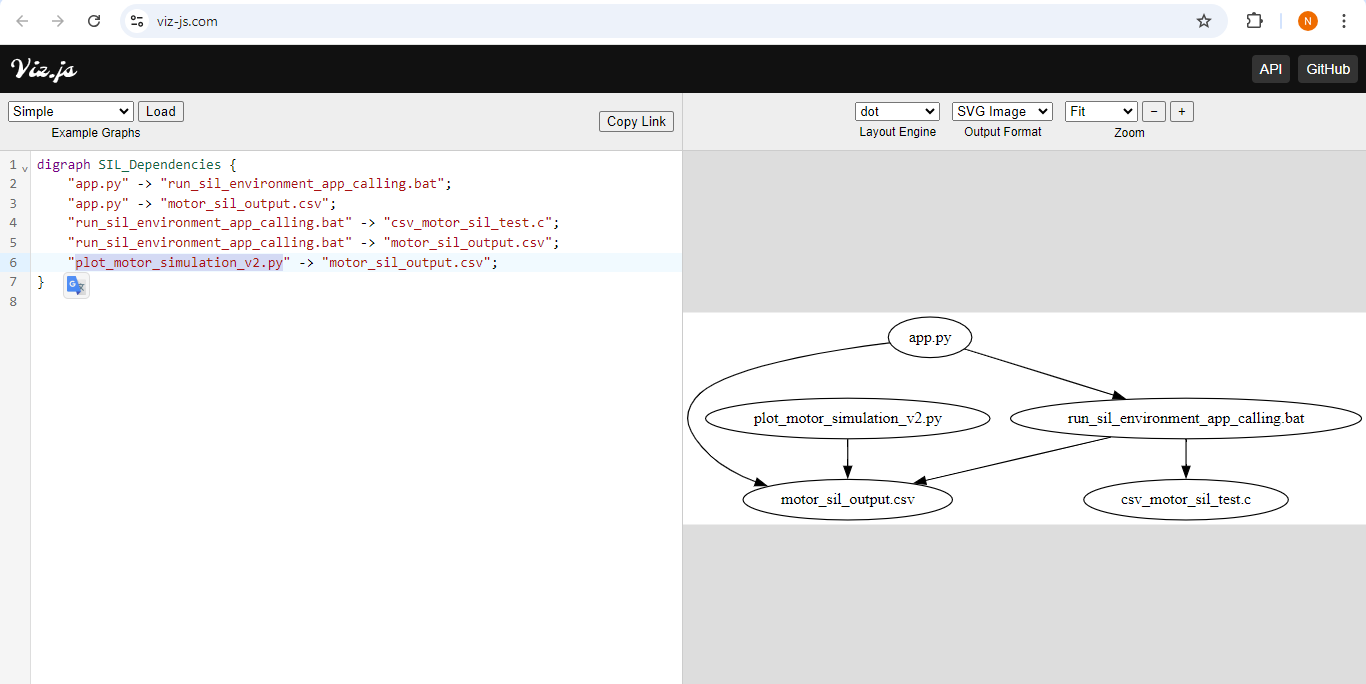 viz-js.com
N
Viz.js
API
GitHub
Simple
Load
Example Graphs
Copy Link
dot
Layout Engine
SVG Image
Output Format
Fit
−
+
Zoom
1 digraph SIL_Dependencies {
2 "app.py" -> "run_sil_environment_app_calling.bat";
3 "app.py" -> "motor_sil_output.csv";
4 "run_sil_environment_app_calling.bat" -> "csv_motor_sil_test.c";
5 "run_sil_environment_app_calling.bat" -> "motor_sil_output.csv";
6 "plot_motor_simulation_v2.py" -> "motor_sil_output.csv";
7 }
8
G
app.py
plot_motor_simulation_v2.py
run_sil_environment_app_calling.bat
motor_sil_output.csv
csv_motor_sil_test.c